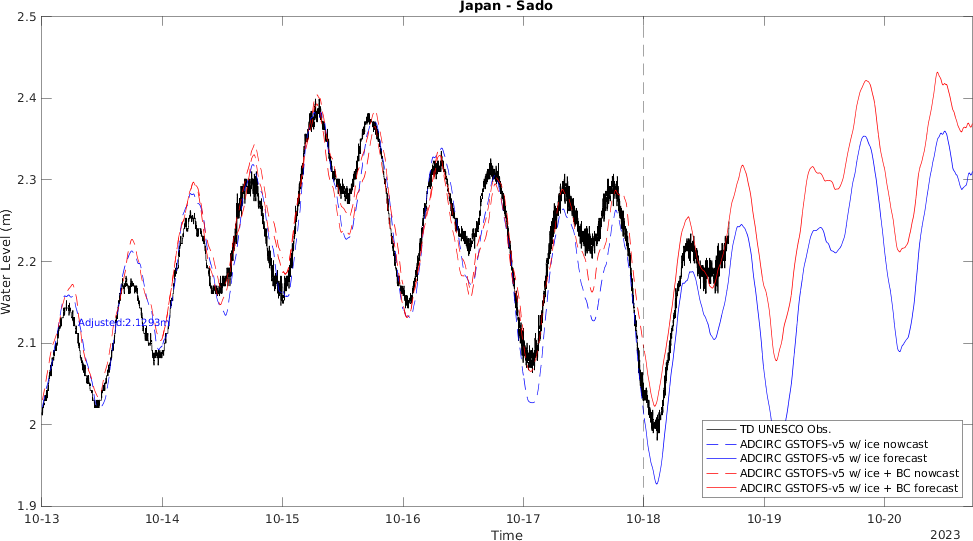 Japan - Sado
2.5
2.4
2.3
2.2
2.1
2
1.9
Water Level (m)
Adjusted:2.1293m
TD UNESCO Obs.
ADCIRC GSTOFS-v5 w/ ice nowcast
ADCIRC GSTOFS-v5 w/ ice forecast
ADCIRC GSTOFS-v5 w/ ice + BC nowcast
ADCIRC GSTOFS-v5 w/ ice + BC forecast
10-13 10-14 10-15 10-16 10-17 10-18 10-19 10-20
Time
2023